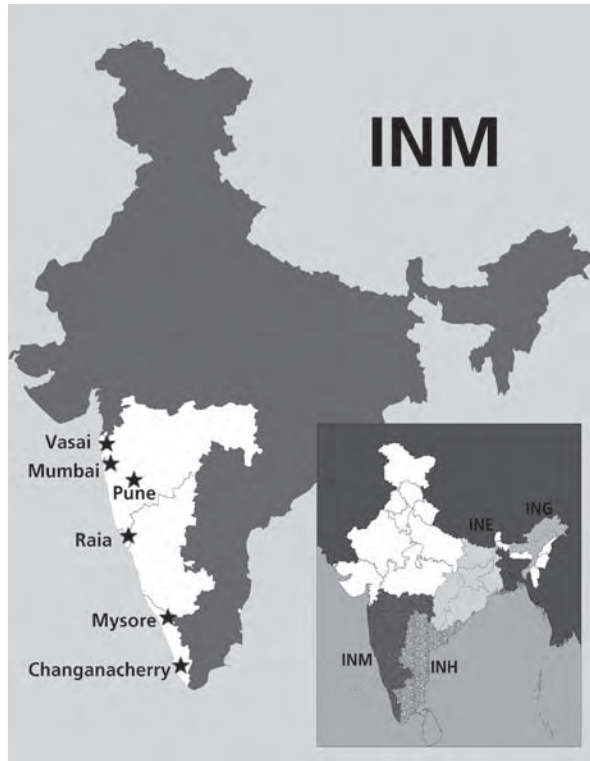 INM
Vasai
Mumbai
Pune
Raia
Mysore
Changanacherry
ING
INE
INM
INH